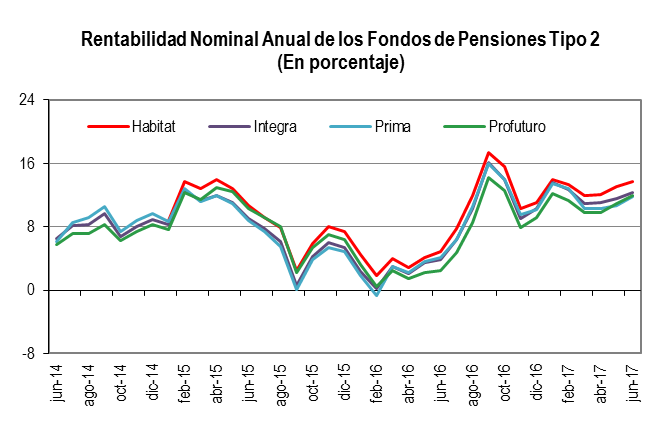 Rentabilidad Nominal Anual de los Fondos de Pensiones Tipo 2
(En porcentaje)
24
Habitat Integra Prima Profuturo
16
8
0
-8
jun-14 ago-14 oct-14 dic-14 feb-15 abr-15 jun-15 ago-15 oct-15 dic-15 feb-16 abr-16 jun-16 ago-16 oct-16 dic-16 feb-17 abr-17 jun-17